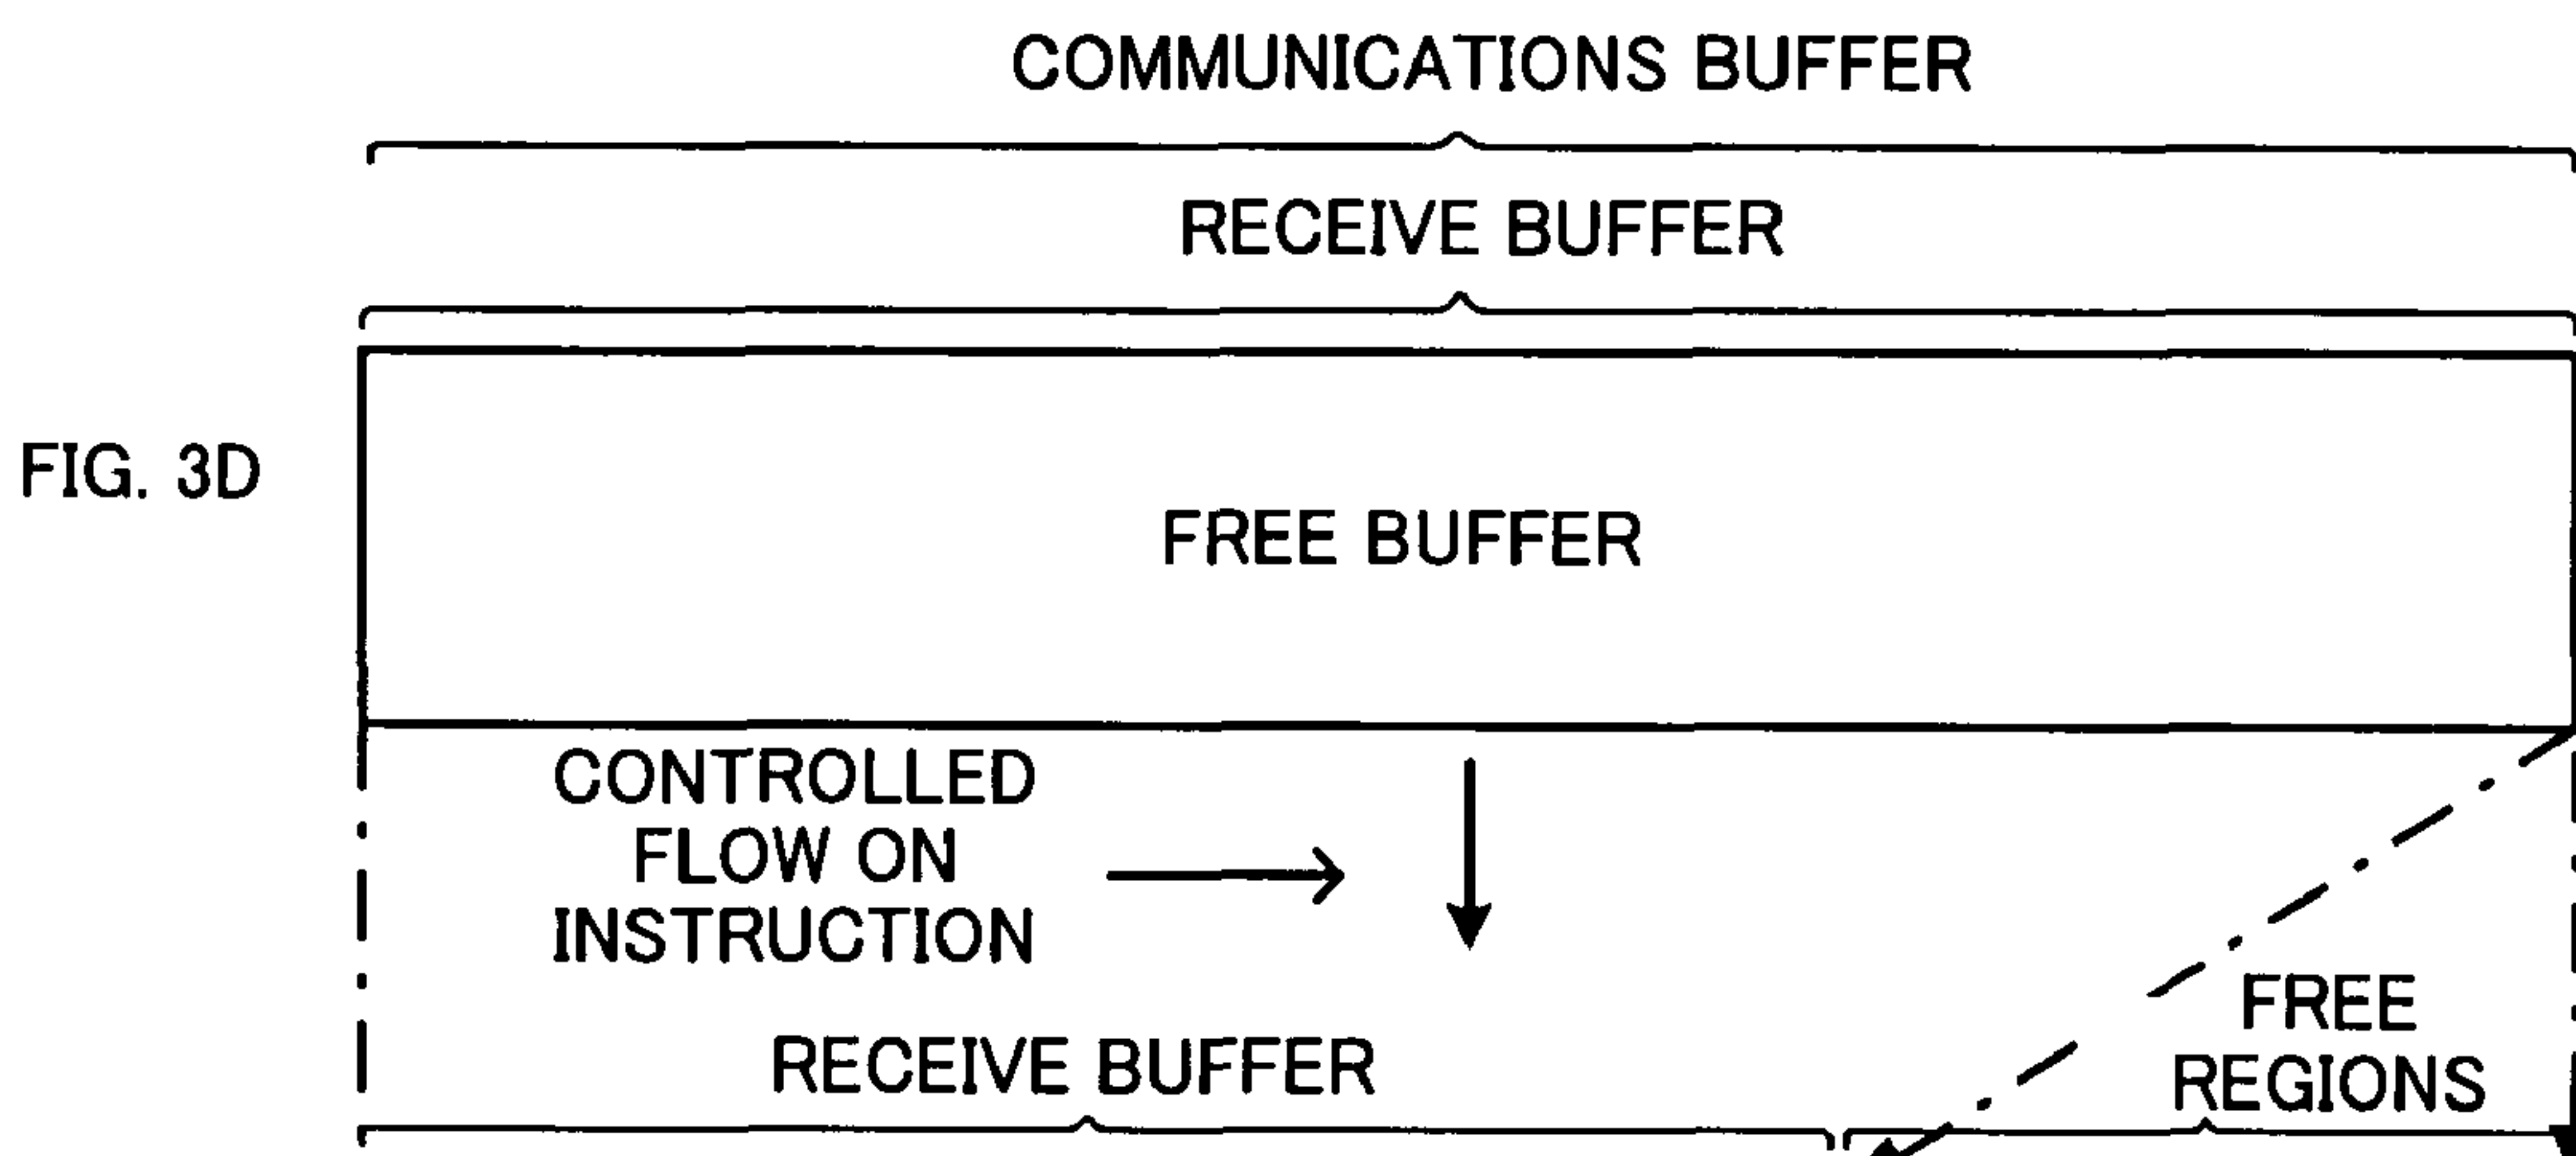 COMMUNICATIONS BUFFER
RECEIVE BUFFER
FIG. 3D
FREE BUFFER
CONTROLLED
FLOW ON
INSTRUCTION
FREE
REGIONS
RECEIVE BUFFER